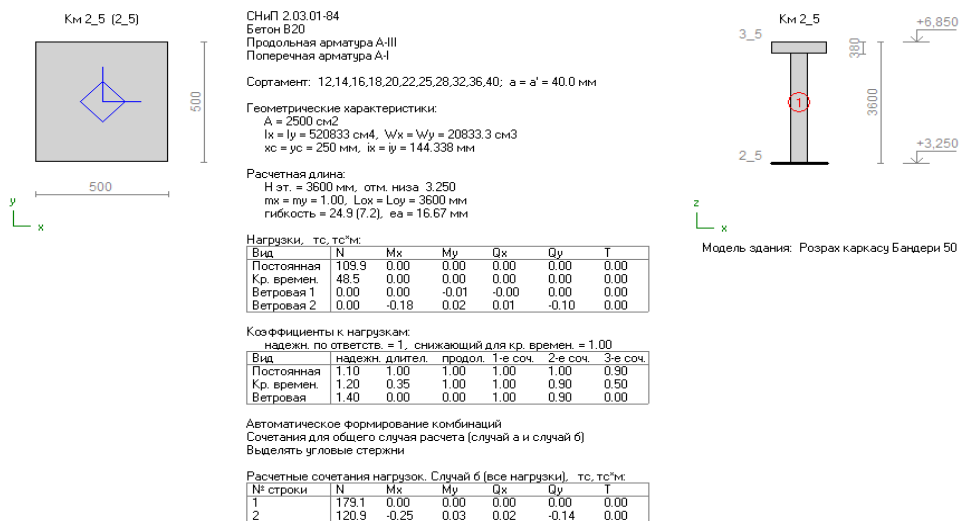 Км 2_5 (2_5)
500
500
y
x
СНиП 2.03.01-84
Бетон B20
Продольная арматура А-III
Поперечная арматура А-I
Сортамент: 12,14,16,18,20,22,25,28,32,36,40; a = a' = 40.0 мм
Геометрические характеристики:
A = 2500 см2
Ix = Iy = 520833 см4, Wx = Wy = 20833.3 см3
xc = yc = 250 мм, ix = iy = 144.338 мм
Расчетная длина:
H эт. = 3600 мм, отм. низа 3.250
mx = my = 1.00, Lox = Loy = 3600 мм
гибкость = 24.9 (7.2), ea = 16.67 мм
Нагрузки, тс, тс*м:
Вид N Mx My Qx Qy T
Постоянная 109.9 0.00 0.00 0.00 0.00 0.00
Кр. времен. 48.5 0.00 0.00 0.00 0.00 0.00
Ветровая 1 0.00 0.00 -0.01 -0.00 0.00 0.00
Ветровая 2 0.00 -0.18 0.02 0.01 -0.10 0.00
Коэффициенты к нагрузкам:
надежн. по ответств. = 1, снижающий для кр. времен. = 1.00
Вид надежн. длител. продол. 1-е соч. 2-е соч. 3-е соч.
Постоянная 1.10 1.00 1.00 1.00 1.00 0.90
Кр. времен. 1.20 0.35 1.00 1.00 0.90 0.50
Ветровая 1.40 0.00 0.00 1.00 0.90 0.00
Автоматическое формирование комбинаций
Сочетания для общего случая расчета (случай а и случай б)
Выделять угловые стержни
Расчетные сочетания нагрузок. Случай б (все нагрузки), тс, тс*м:
№ строки N Mx My Qx Qy T
1 179.1 0.00 0.00 0.00 0.00 0.00
2 120.9 -0.25 0.03 0.02 -0.14 0.00
Км 2_5
3_5
+6,850
380
1
3600
2_5
+3,250
z
x
Модель здания: Розрах каркасу Бандери 50